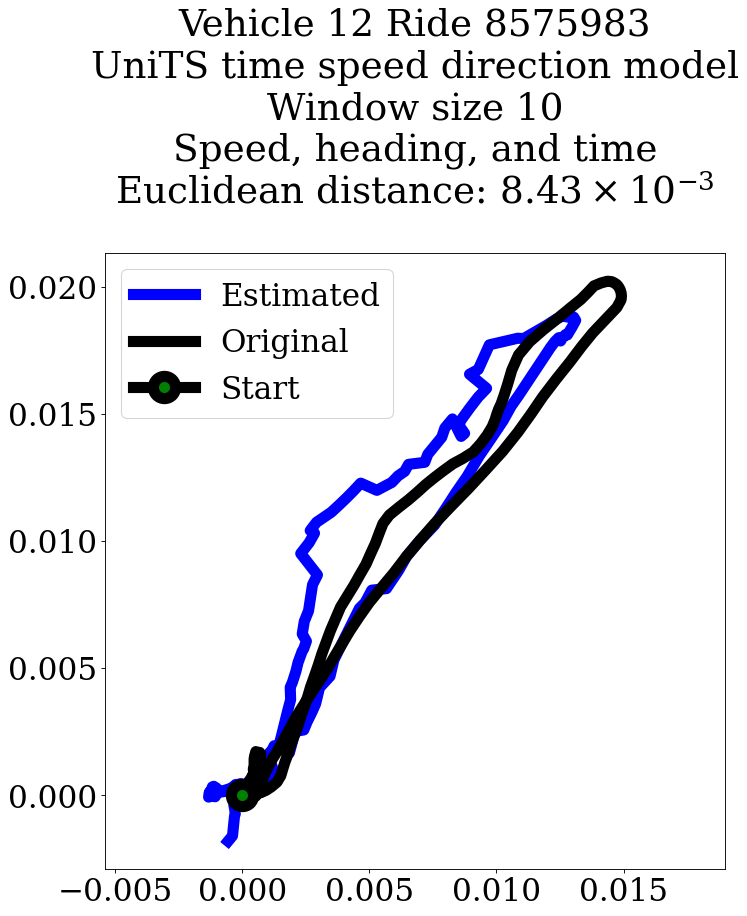 Vehicle 12 Ride 8575983
UniTS time speed direction model
Window size 10
Speed, heading, and time
Euclidean distance: 8.43 × 10⁻³
0.020
0.015
0.010
0.005
0.000
Estimated
Original
Start
−0.005 0.000 0.005 0.010 0.015